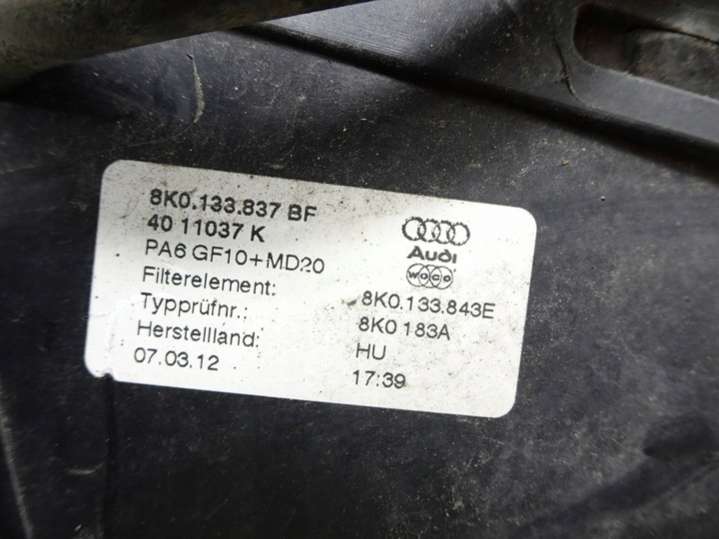 8K0.133.837 BF
40 11037 K
PA6 GF10+MD20
Audi
woco
Filterelement: 8K0.133.843E
Typprüfnr.: 8K0 183A
Herstellland: HU
07.03.12 17:39